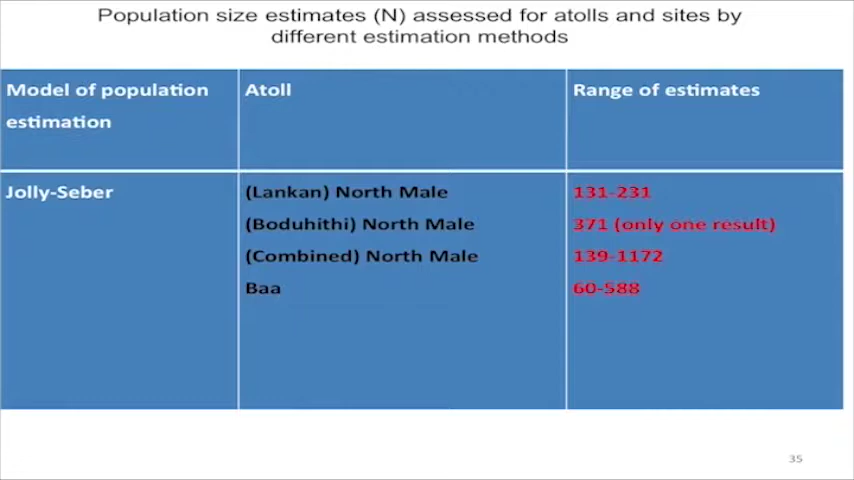 Population size estimates (N) assessed for atolls and sites by
different estimation methods
Model of population
estimation
Atoll
Range of estimates
Jolly-Seber
(Lankan) North Male
131-231
(Boduhithi) North Male
371 (only one result)
(Combined) North Male
139-1172
Baa
60-588
35